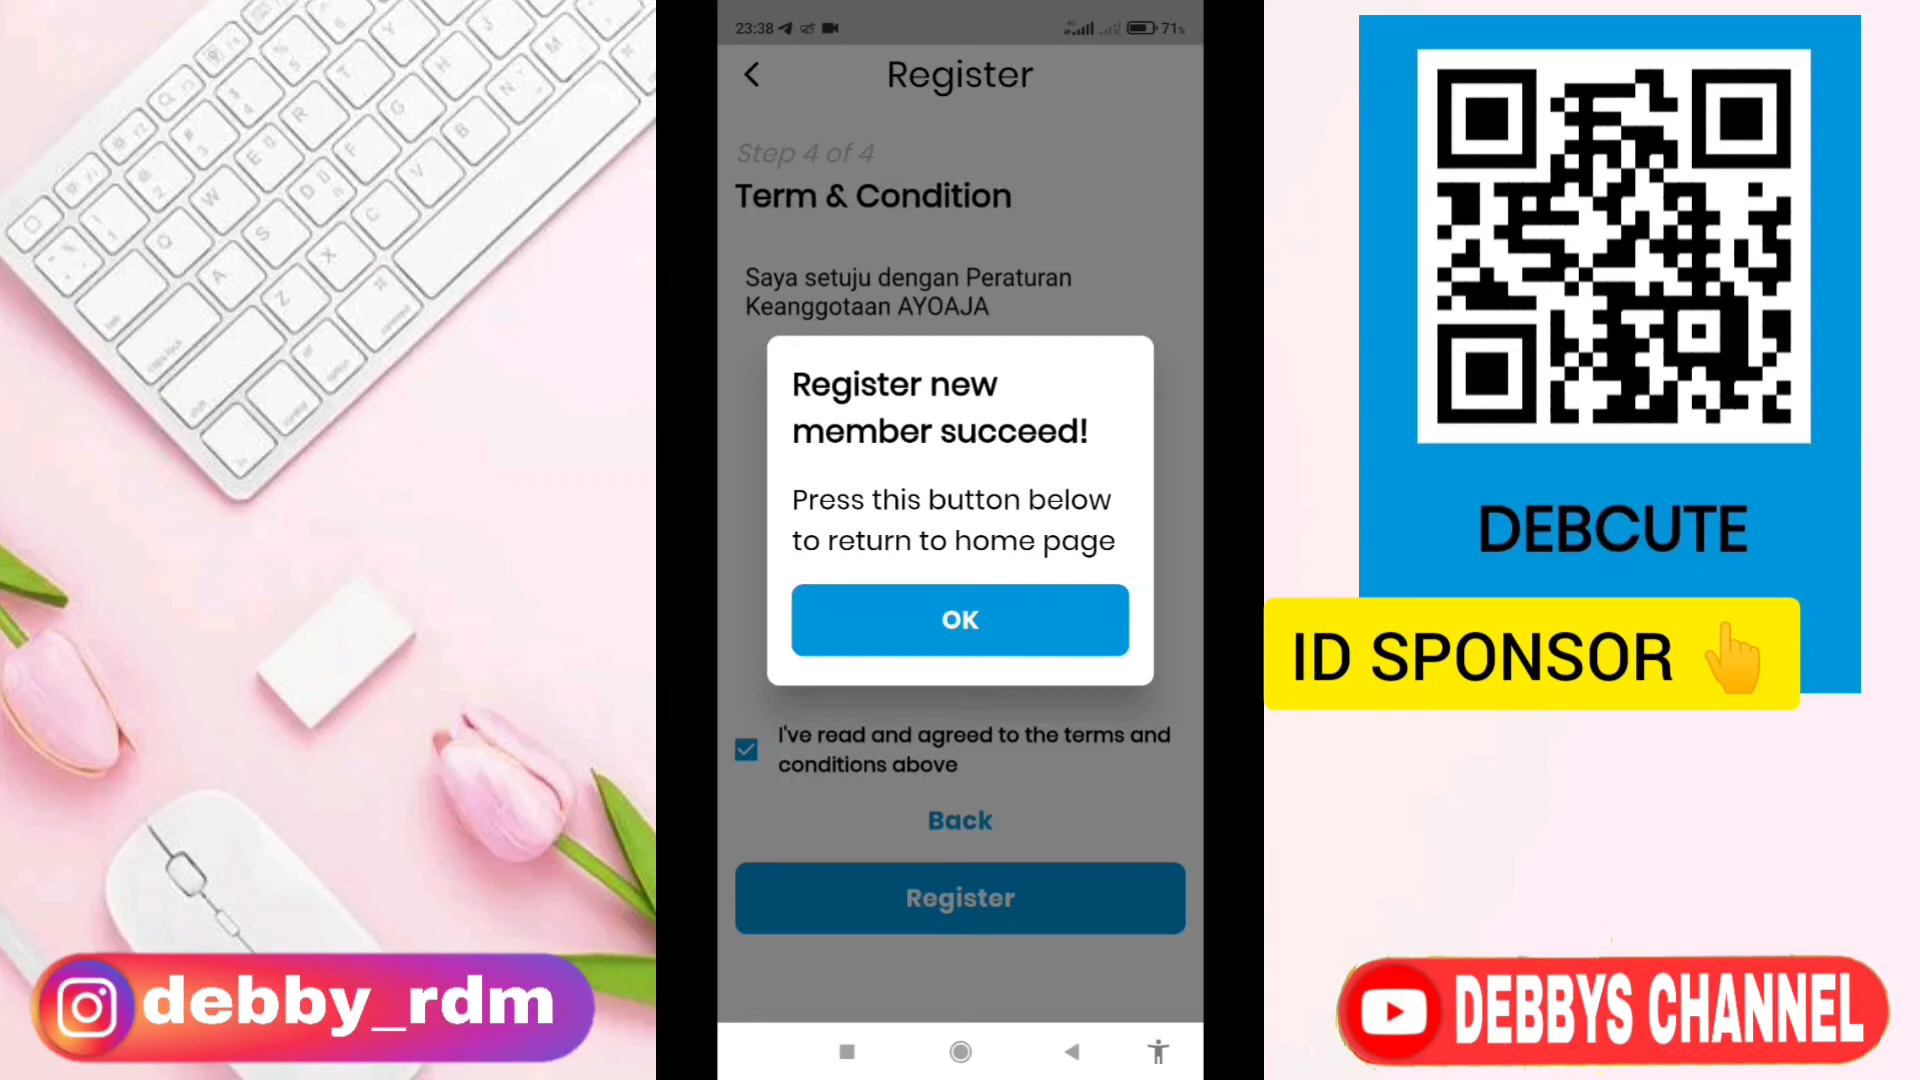 23:38
4G
71%
Register
Step 4 of 4
Term & Condition
Saya setuju dengan Peraturan
Keanggotaan AYOAJA
Register new
member succeed!
Press this button below
to return to home page
OK
I've read and agreed to the terms and
conditions above
Back
Register
DEBCUTE
ID SPONSOR 👆
debby_rdm
DEBBYS CHANNEL